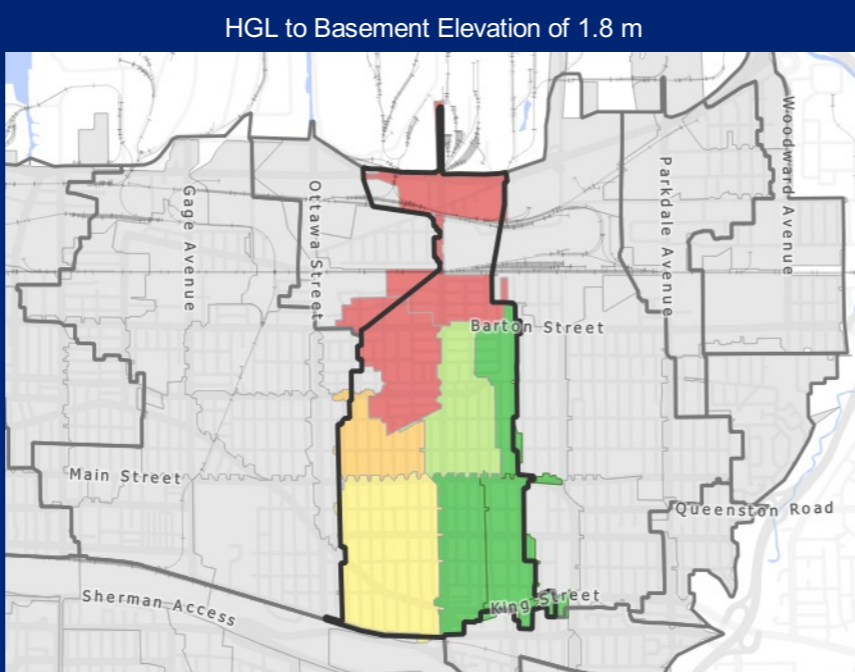 HGL to Basement Elevation of 1.8 m
Woodward Avenue
Parkdale Avenue
Ottawa Street
Gage Avenue
Barton Street
Main Street
Queenston Road
Sherman Access
King Street